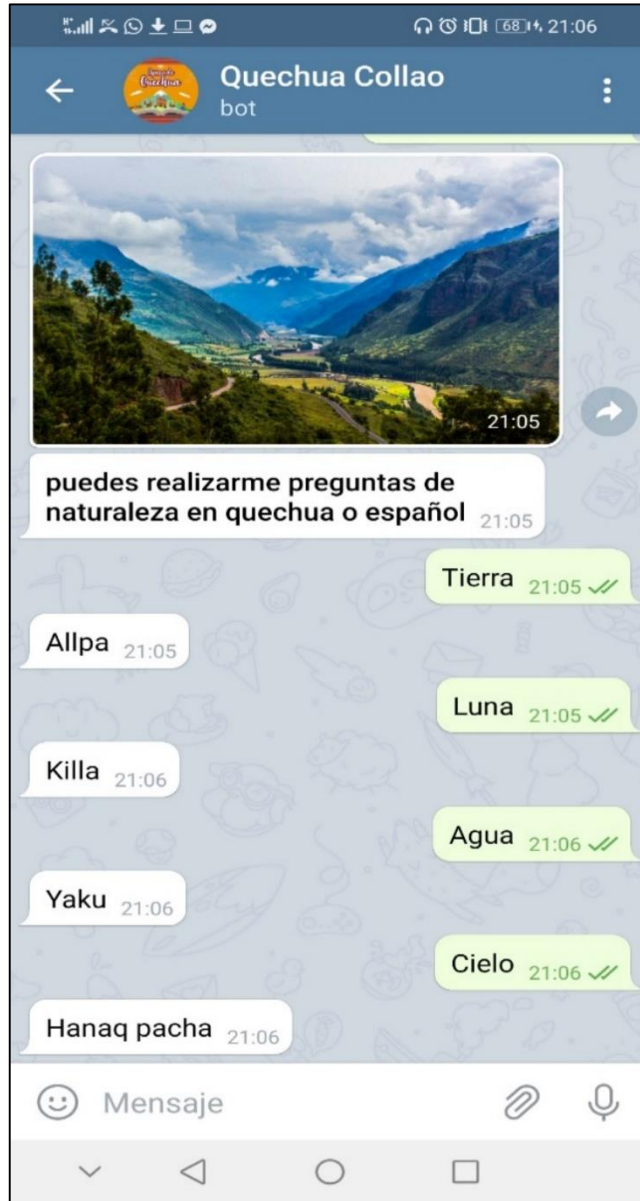 68 21:06
Quechua Collao
bot
21:05
puedes realizarme preguntas de
naturaleza en quechua o español 21:05
Tierra 21:05
Allpa 21:05
Luna 21:05
Killa 21:06
Agua 21:06
Yaku 21:06
Cielo 21:06
Hanaq pacha 21:06
Mensaje